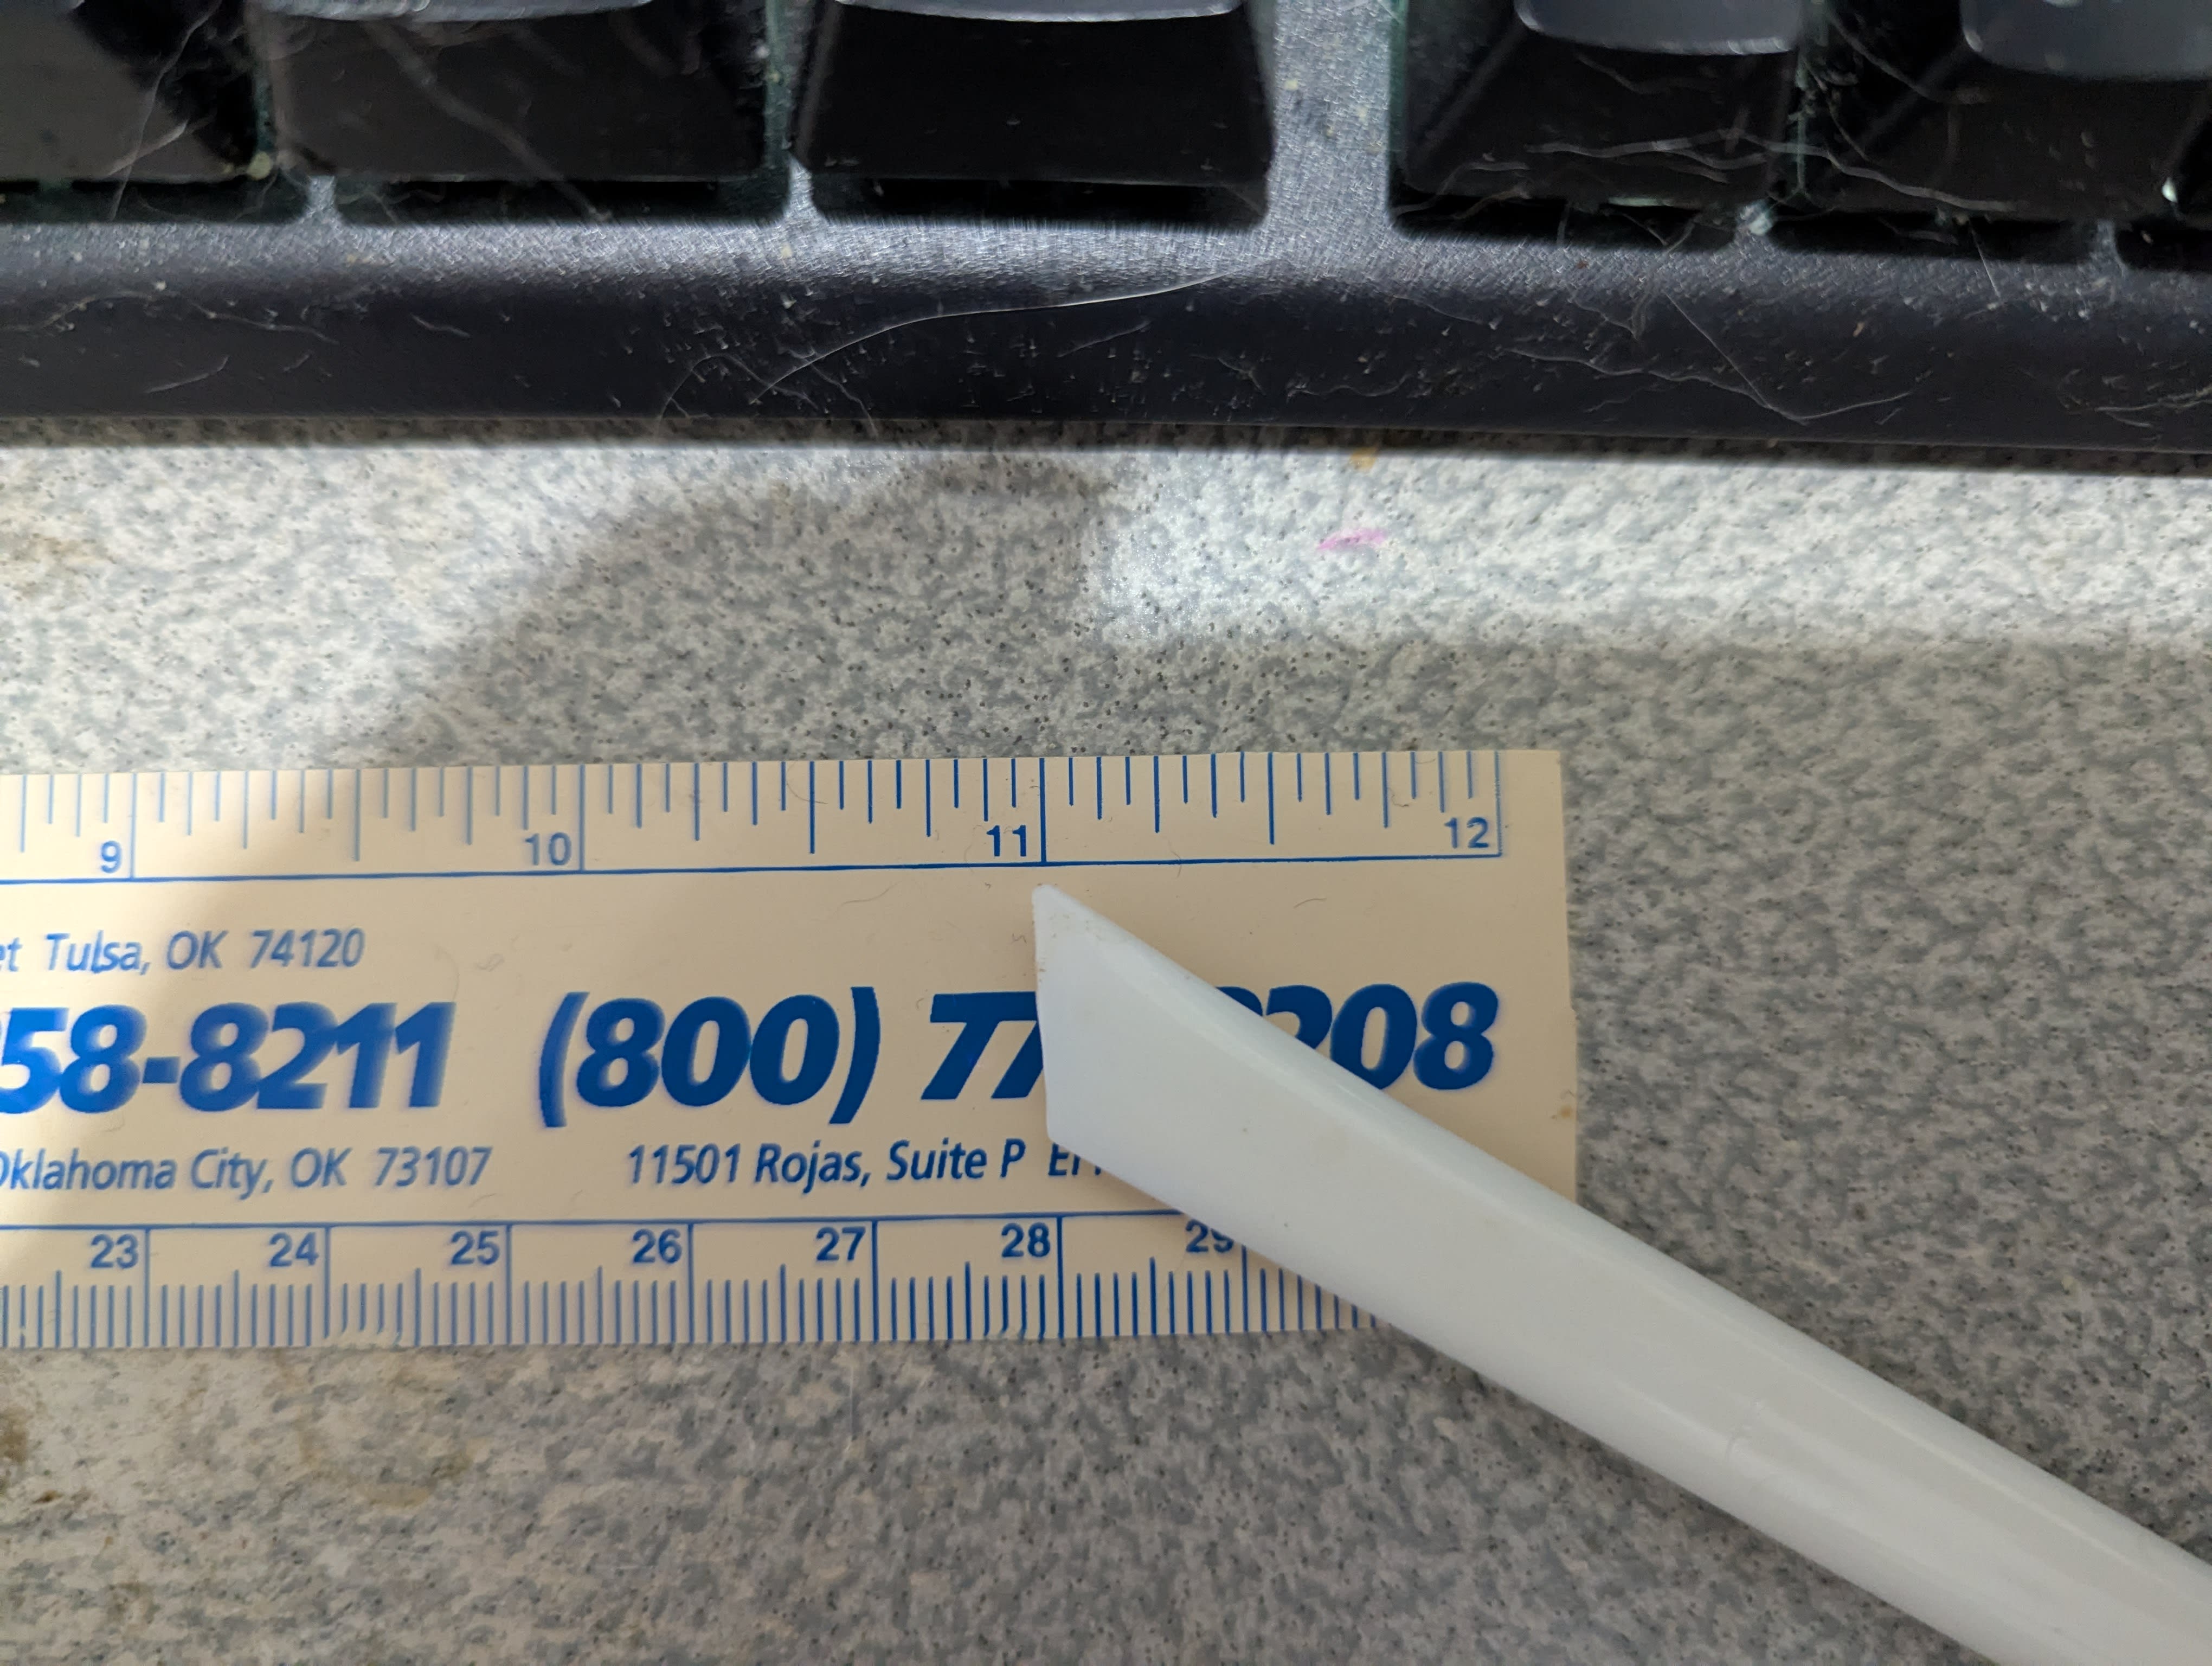 9 10 11 12
Tulsa, OK 74120
58-8211 (800) 77 208
Oklahoma City, OK 73107 11501 Rojas, Suite P
23 24 25 26 27 28 29